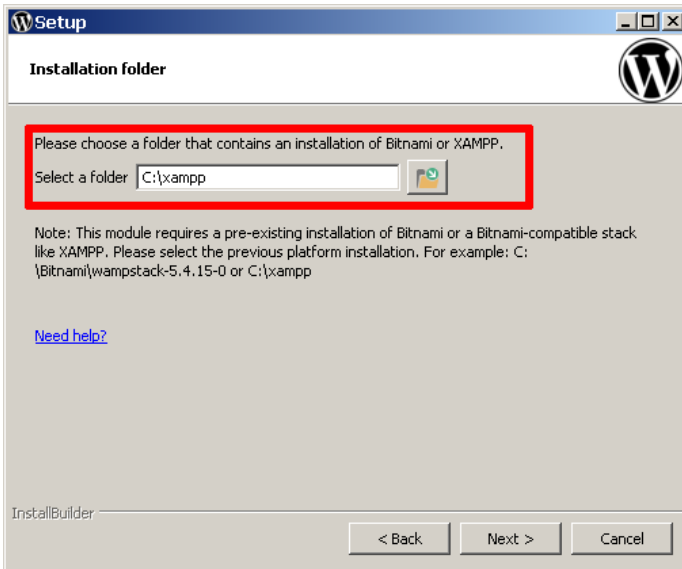 Setup
Installation folder
Please choose a folder that contains an installation of Bitnami or XAMPP.
Select a folder C:\xampp
Note: This module requires a pre-existing installation of Bitnami or a Bitnami-compatible stack
like XAMPP. Please select the previous platform installation. For example: C:
\Bitnami\wampstack-5.4.15-0 or C:\xampp
Need help?
InstallBuilder
< Back Next > Cancel